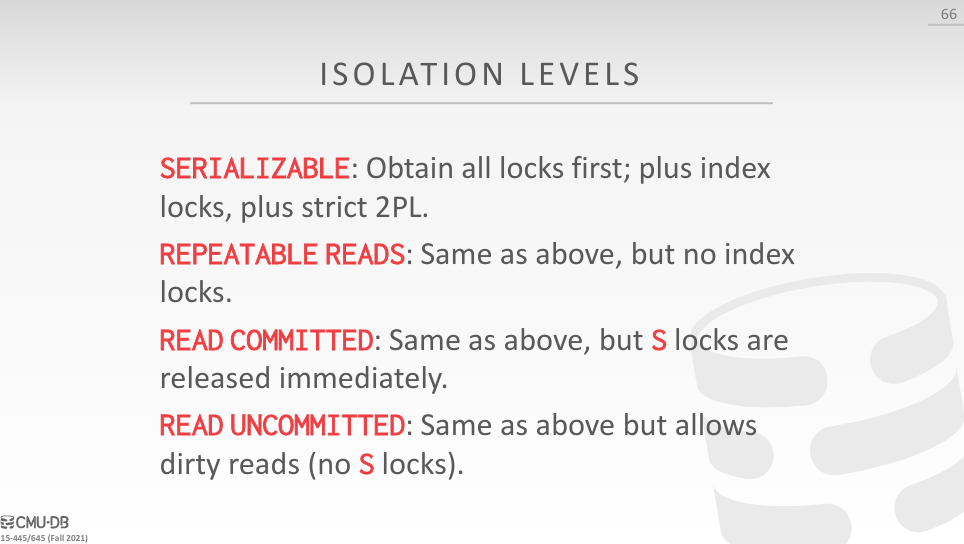 66
ISOLATION LEVELS
SERIALIZABLE: Obtain all locks first; plus index
locks, plus strict 2PL.
REPEATABLE READS: Same as above, but no index
locks.
READ COMMITTED: Same as above, but S locks are
released immediately.
READ UNCOMMITTED: Same as above but allows
dirty reads (no S locks).
CMU·DB
15-445/645 (Fall 2021)